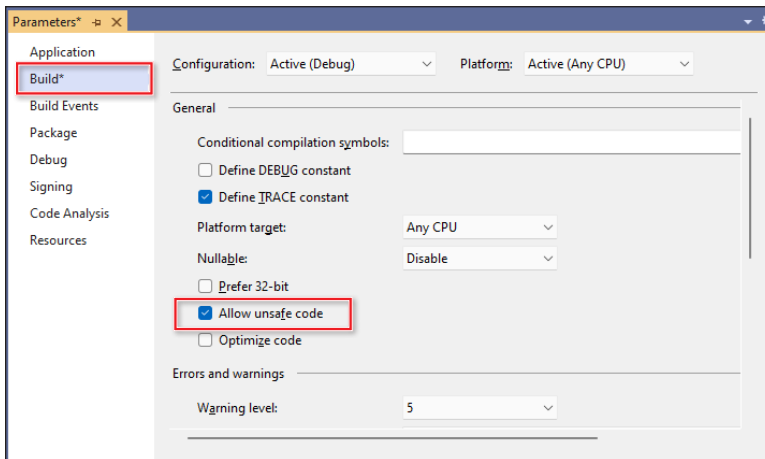 Parameters*
Application
Build*
Build Events
Package
Debug
Signing
Code Analysis
Resources
Configuration: Active (Debug) Platform: Active (Any CPU)
General
Conditional compilation symbols:
Define DEBUG constant
Define TRACE constant
Platform target: Any CPU
Nullable: Disable
Prefer 32-bit
Allow unsafe code
Optimize code
Errors and warnings
Warning level: 5